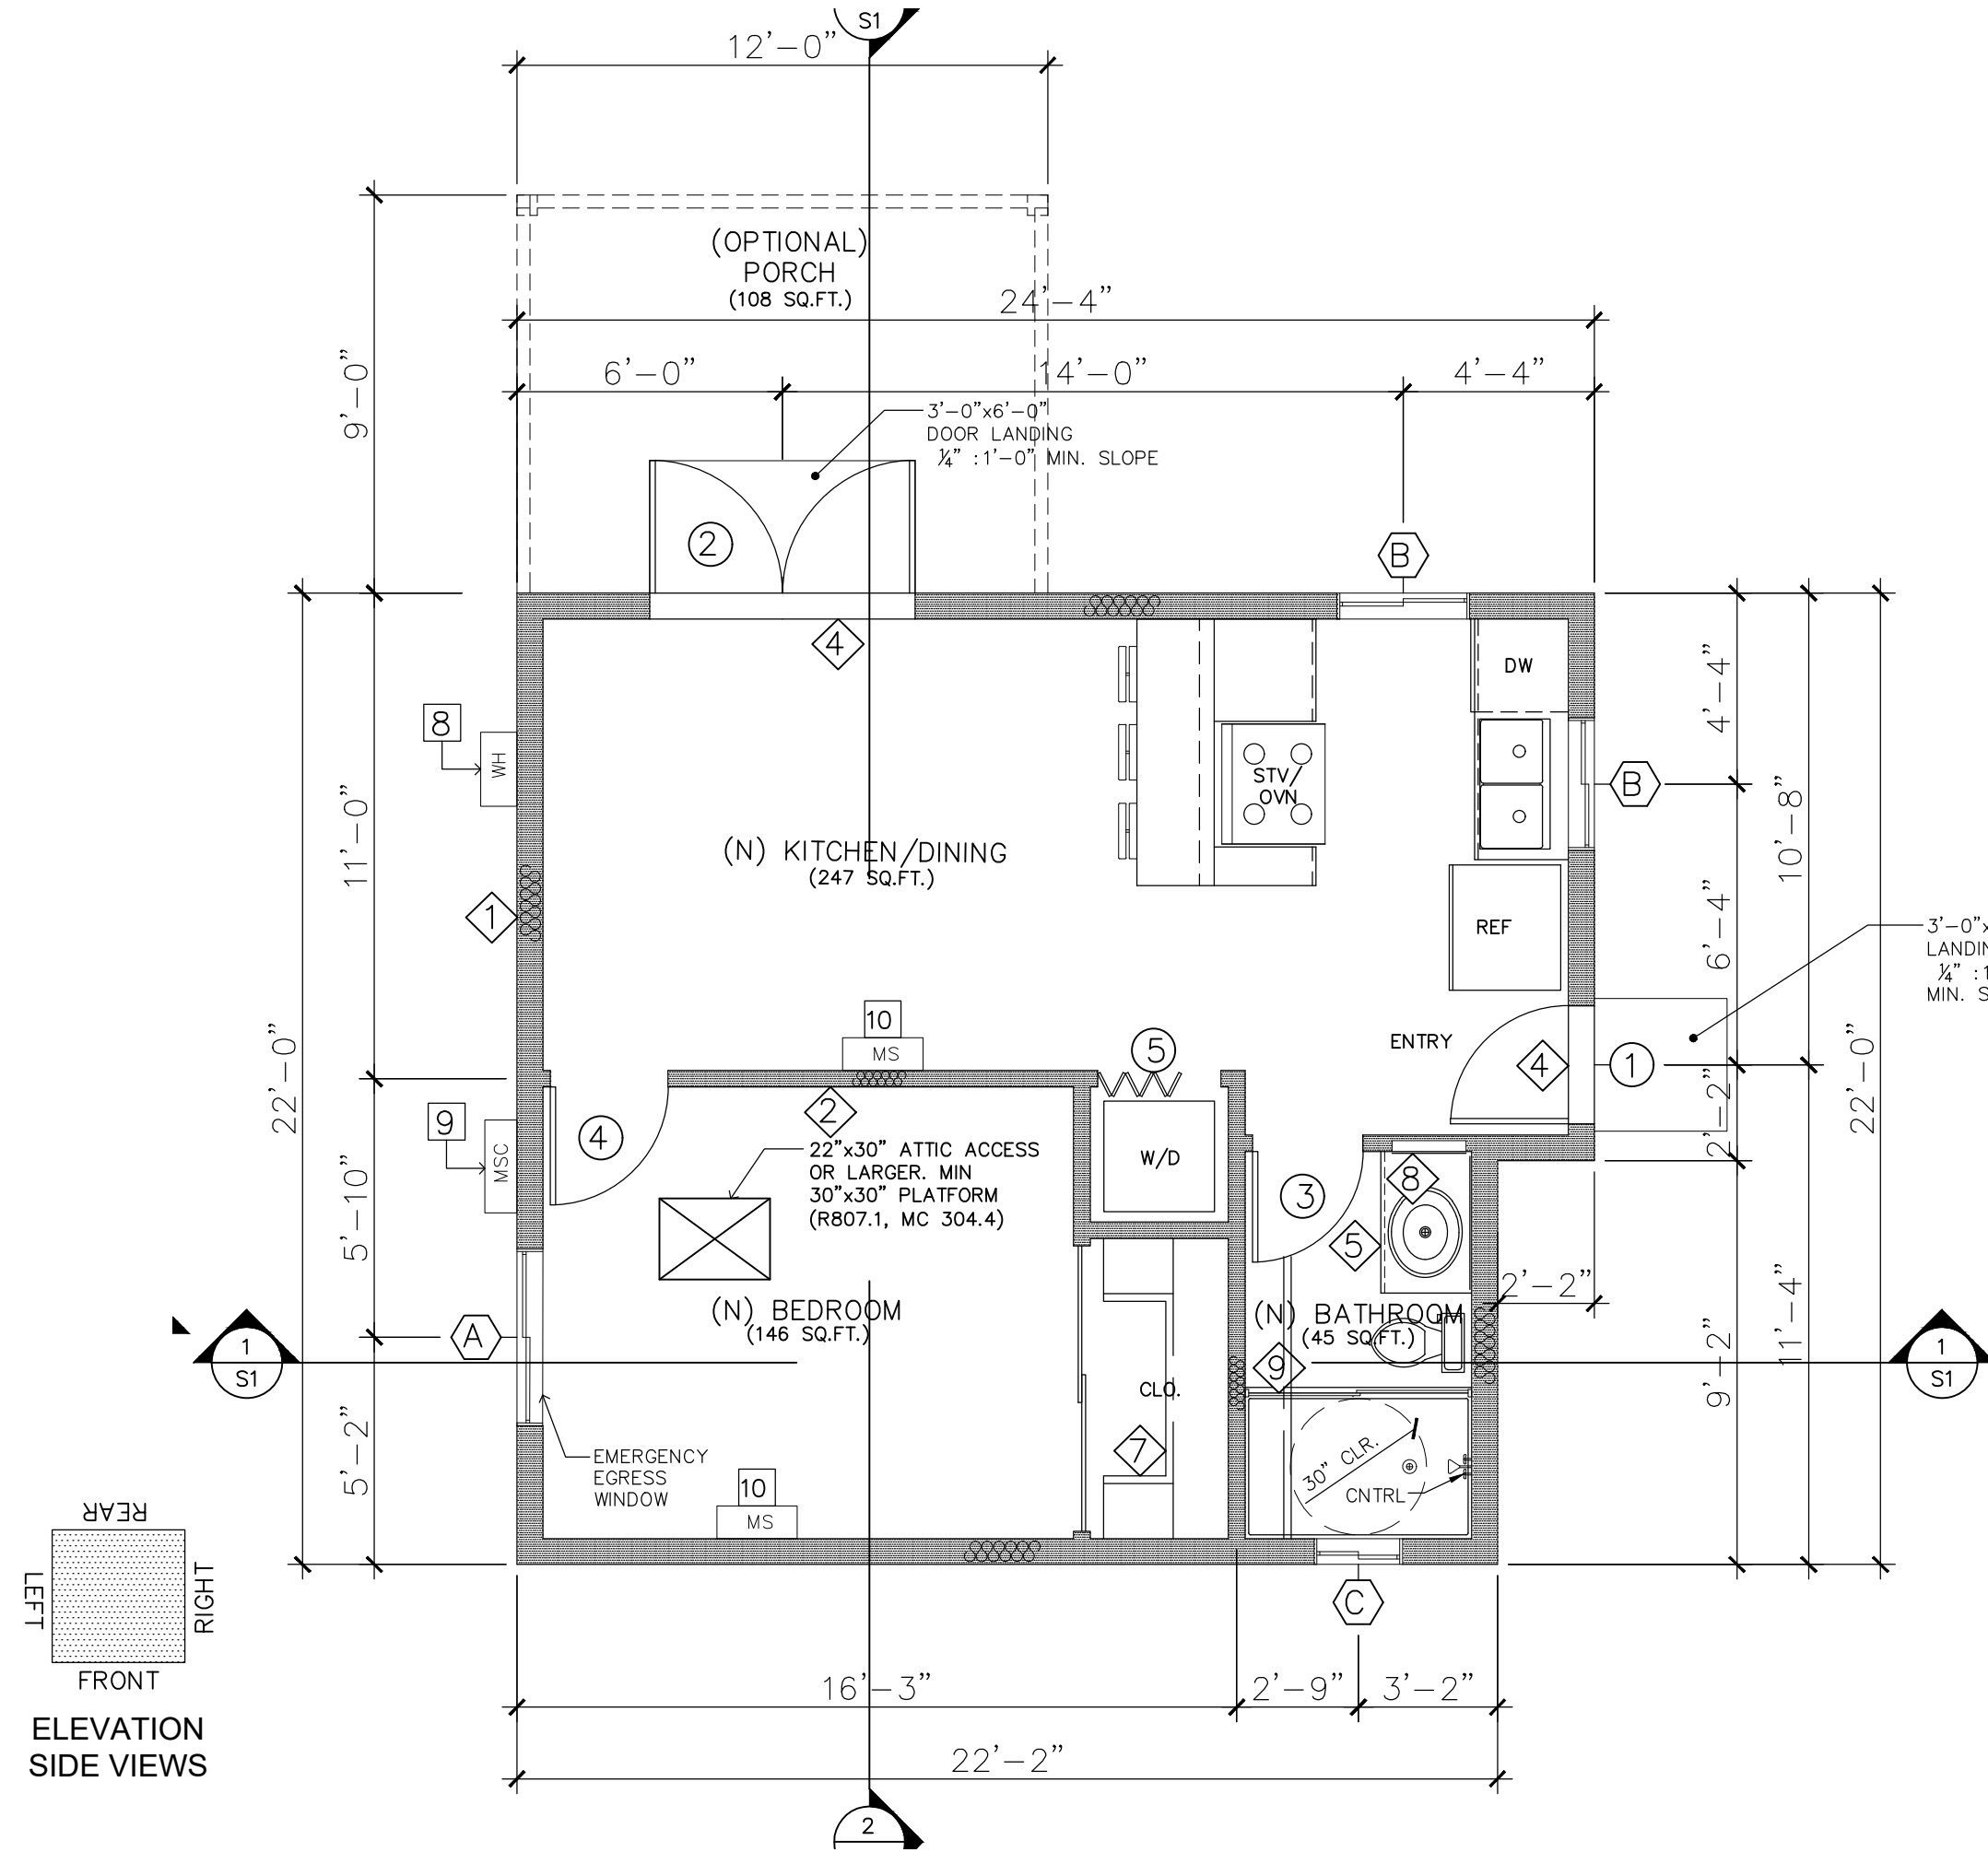 S1
12'-0"
(OPTIONAL)
PORCH
(108 SQ.FT.)
24'-4"
6'-0"
14'-0"
4'-4"
9'-0"
3'-0"x6'-0"
DOOR LANDING
¼" :1'-0" MIN. SLOPE
2
B
4
DW
4'-4"
8
WH
B
STV/
OVN
11'-0"
10'-8"
(N) KITCHEN/DINING
(247 SQ.FT.)
1
REF
6'-4"
3'-0"x
LANDIN
¼" :1
MIN. S
10
MS
5
ENTRY
4
1
22'-0"
22'-0"
2'-2"
9
MSC
4
2
22"x30" ATTIC ACCESS
OR LARGER. MIN
30"x30" PLATFORM
(R807.1, MC 304.4)
W/D
3
8
5
5'-10"
2'-2"
(N) BEDROOM
(146 SQ.FT.)
(N) BATHROOM
(45 SQ.FT.)
A
1
S1
9
1
S1
11'-4"
9'-2"
CLO.
7
30" CLR.
CNTRL
5'-2"
EMERGENCY
EGRESS
WINDOW
10
MS
C
REAR
LEFT
RIGHT
FRONT
ELEVATION
SIDE VIEWS
16'-3"
2'-9"
3'-2"
22'-2"
2